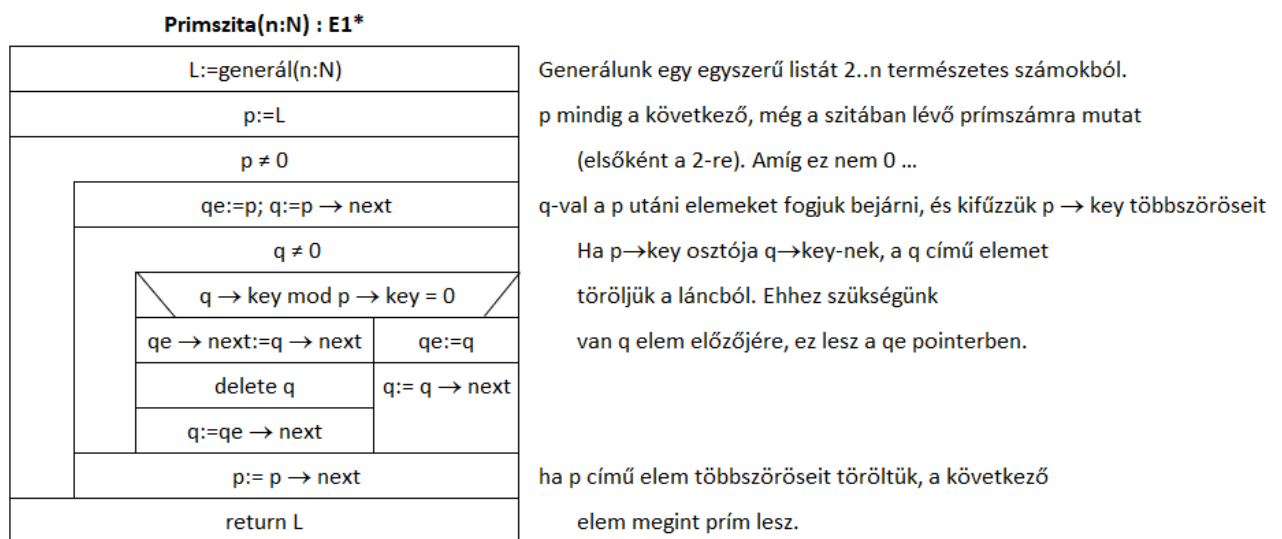 Primszita(n:N) : E1*
L:=generál(n:N)
Generálunk egy egyszerű listát 2..n természetes számokból.
p:=L
p mindig a következő, még a szitában lévő prímszámra mutat
p ≠ 0
(elsőként a 2-re). Amíg ez nem 0 ...
qe:=p; q:=p → next
q-val a p utáni elemeket fogjuk bejárni, és kifűzzük p → key többszöröseit
q ≠ 0
Ha p→key osztója q→key-nek, a q című elemet
q → key mod p → key = 0
töröljük a láncból. Ehhez szükségünk
qe → next:=q → next
qe:=q
van q elem előzőjére, ez lesz a qe pointerben.
delete q
q:= q → next
q:=qe → next
p:= p → next
ha p című elem többszöröseit töröltük, a következő
return L
elem megint prím lesz.